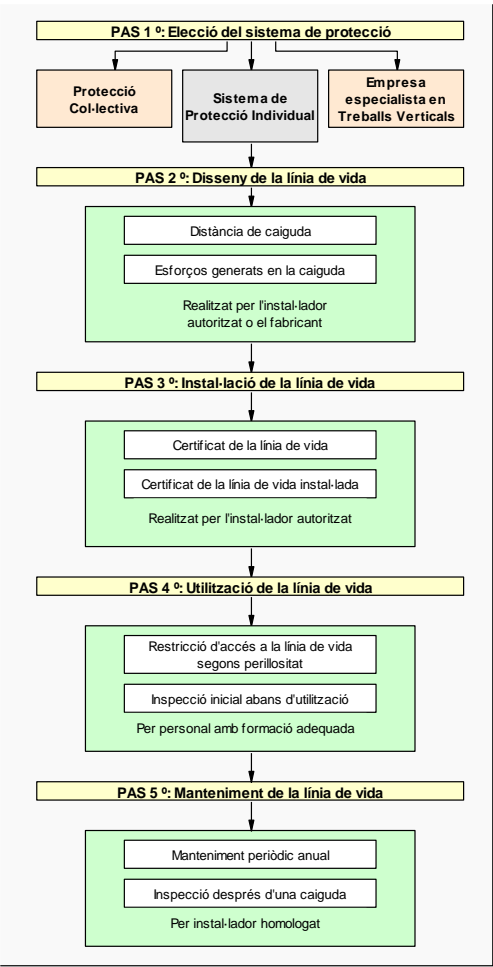 PAS 1 º: Elecció del sistema de protecció
Protecció
Col·lectiva
Sistema de
Protecció Individual
Empresa
especialista en
Treballs Verticals
PAS 2 º: Disseny de la línia de vida
Distància de caiguda
Esforços generats en la caiguda
Realitzat per l'instal·lador
autoritzat o el fabricant
PAS 3 º: Instal·lació de la línia de vida
Certificat de la línia de vida
Certificat de la línia de vida instal·lada
Realitzat per l'instal·lador autoritzat
PAS 4 º: Utilització de la línia de vida
Restricció d'accés a la línia de vida
segons perillositat
Inspecció inicial abans d'utilització
Per personal amb formació adequada
PAS 5 º: Manteniment de la línia de vida
Manteniment periòdic anual
Inspecció després d'una caiguda
Per instal·lador homologat